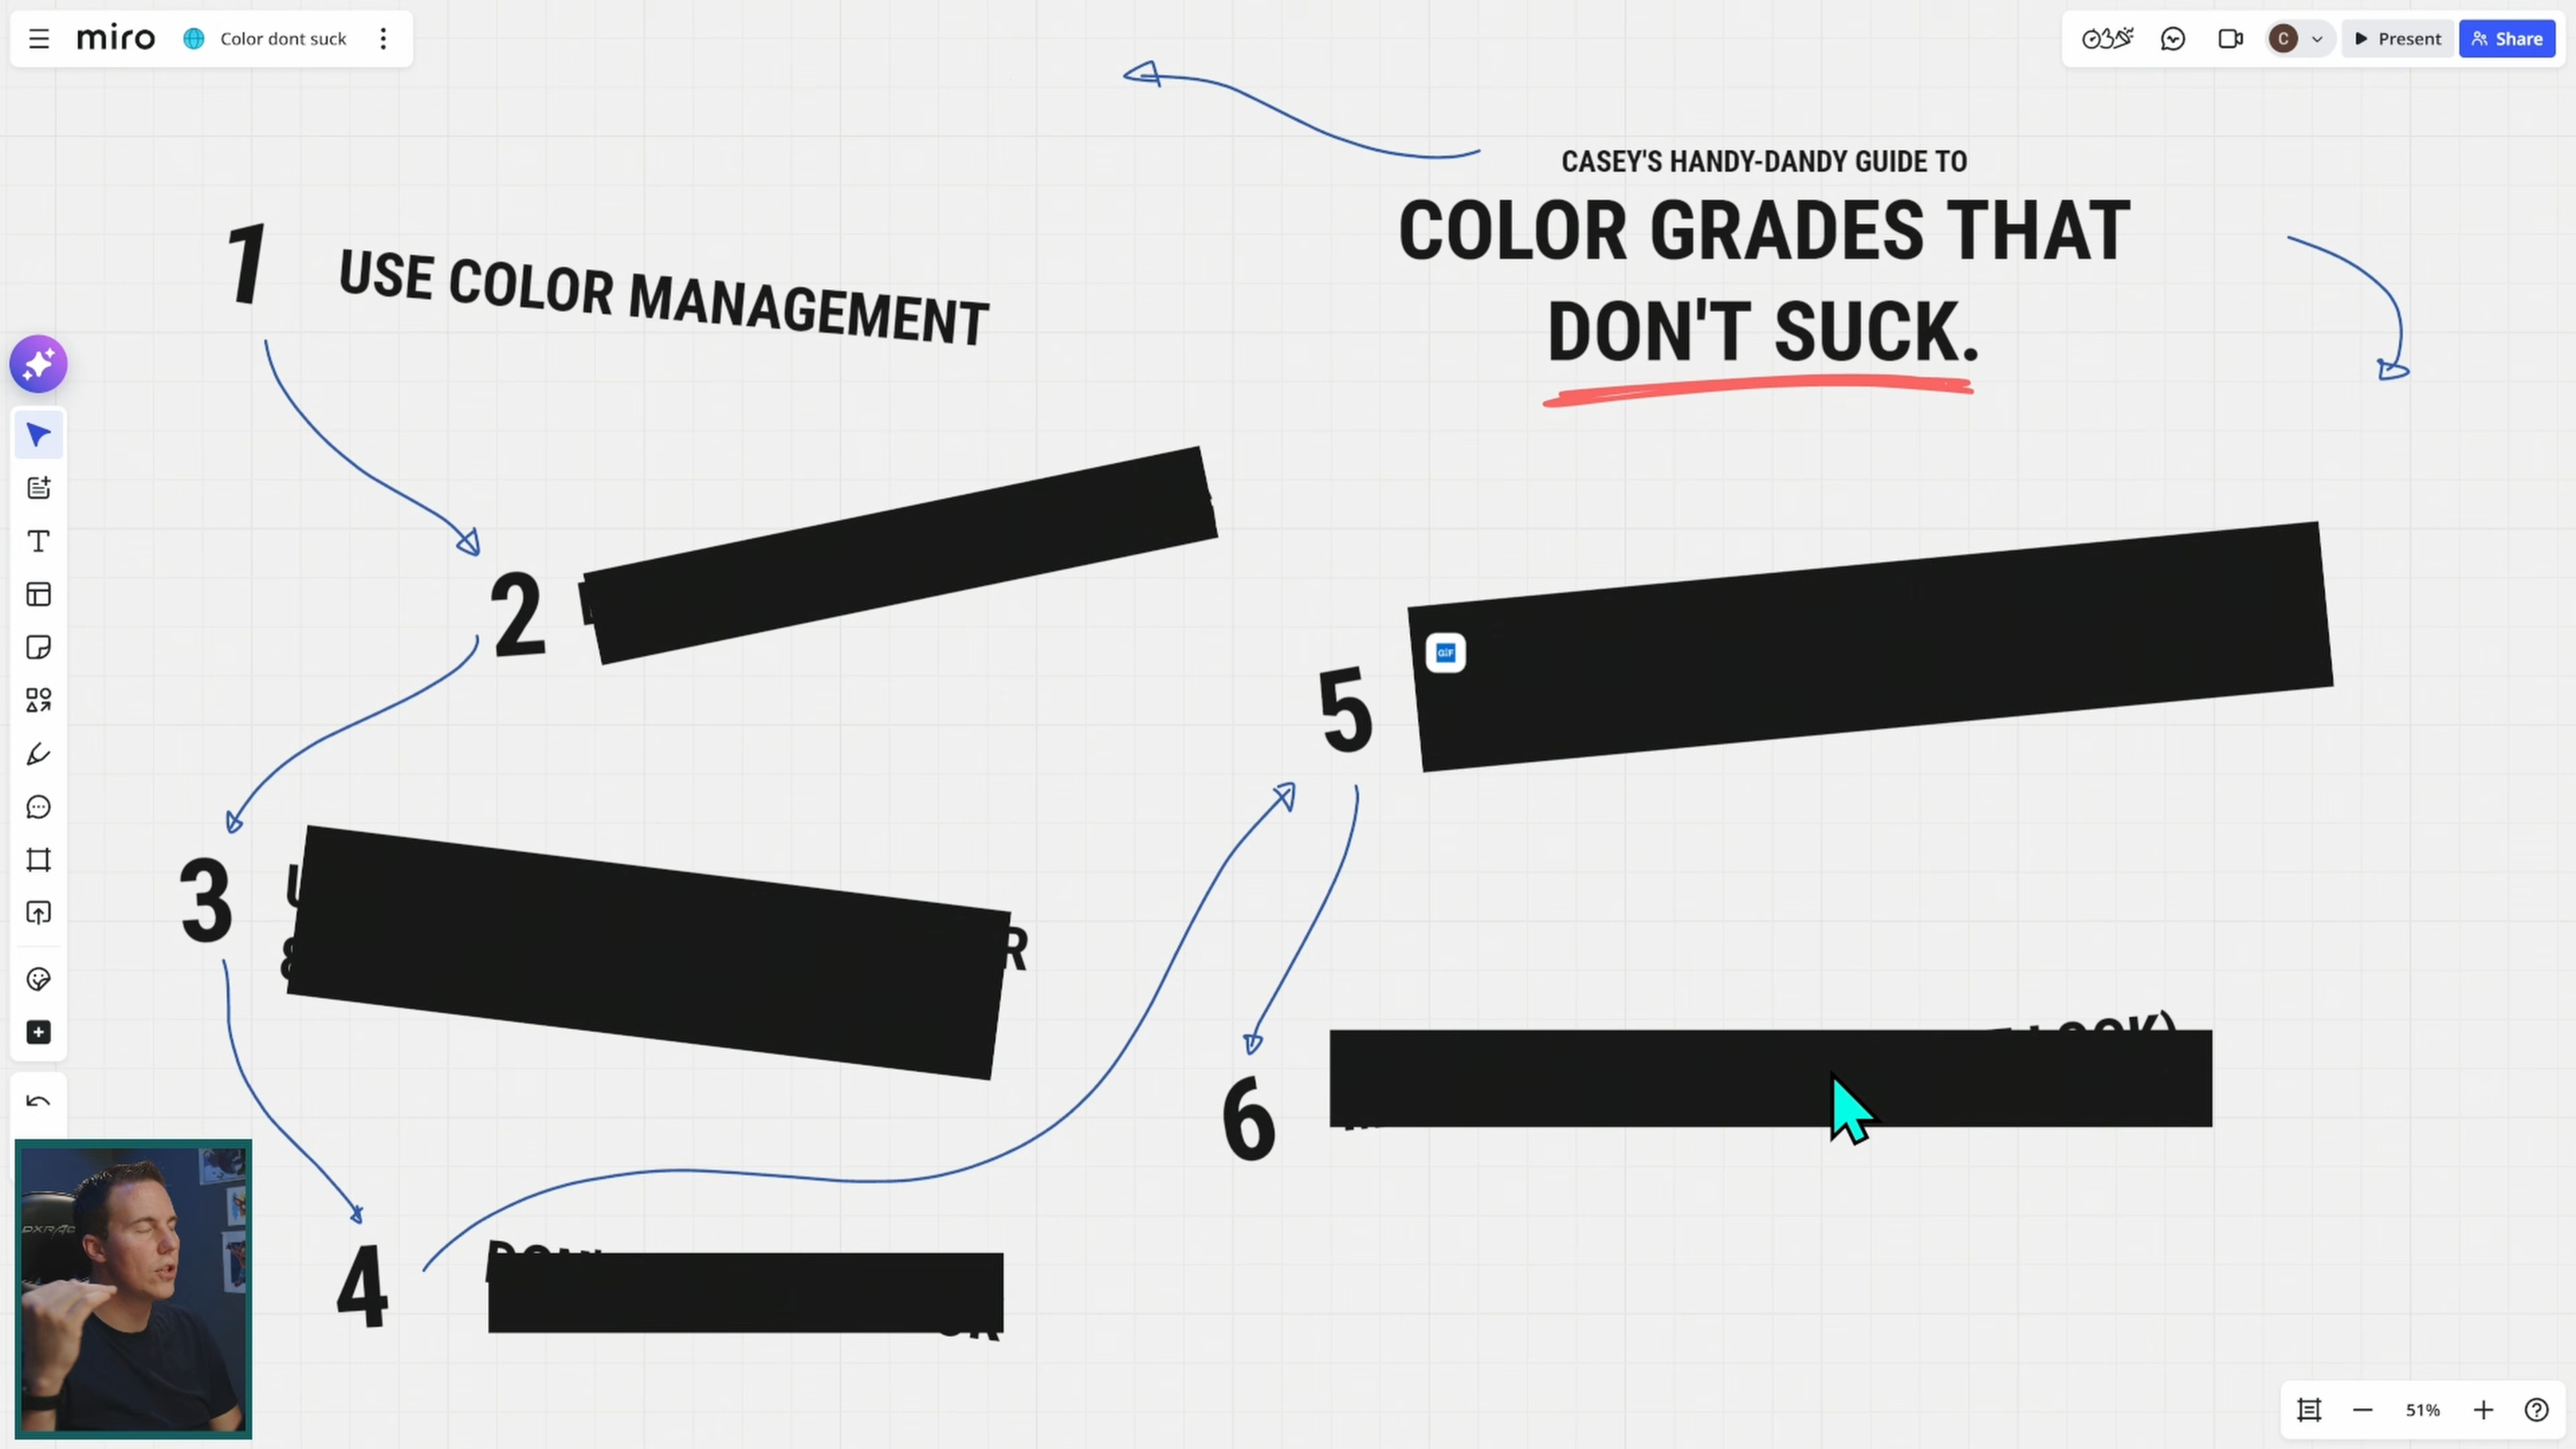 miro
Color dont suck
Present
Share
CASEY'S HANDY-DANDY GUIDE TO
COLOR GRADES THAT
DON'T SUCK.
1
USE COLOR MANAGEMENT
2
3
4
5
GIF
6
C
51%